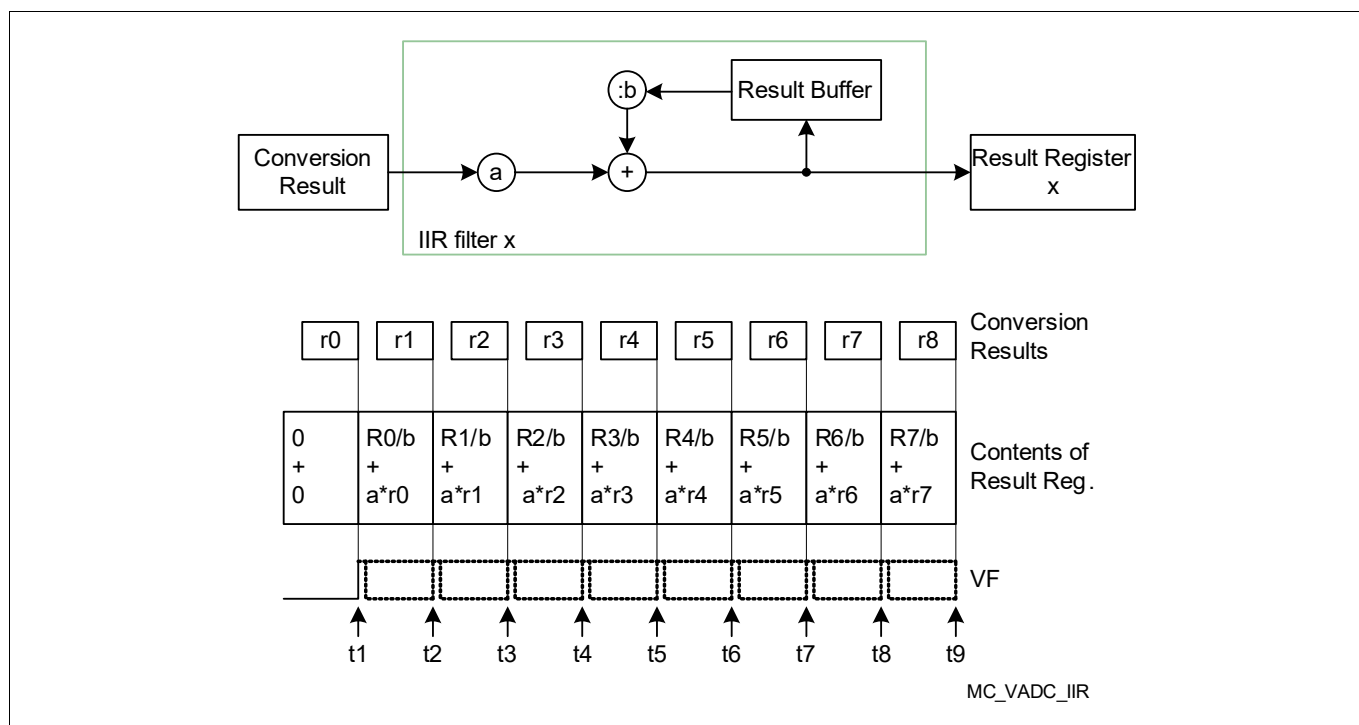 :b
Result Buffer
Conversion
Result
a
+
Result Register
x
IIR filter x
r0 r1 r2 r3 r4 r5 r6 r7 r8
Conversion
Results
0 R0/b R1/b R2/b R3/b R4/b R5/b R6/b R7/b
+ + + + + + + + +
0 a*r0 a*r1 a*r2 a*r3 a*r4 a*r5 a*r6 a*r7
Contents of
Result Reg.
VF
t1 t2 t3 t4 t5 t6 t7 t8 t9
MC_VADC_IIR